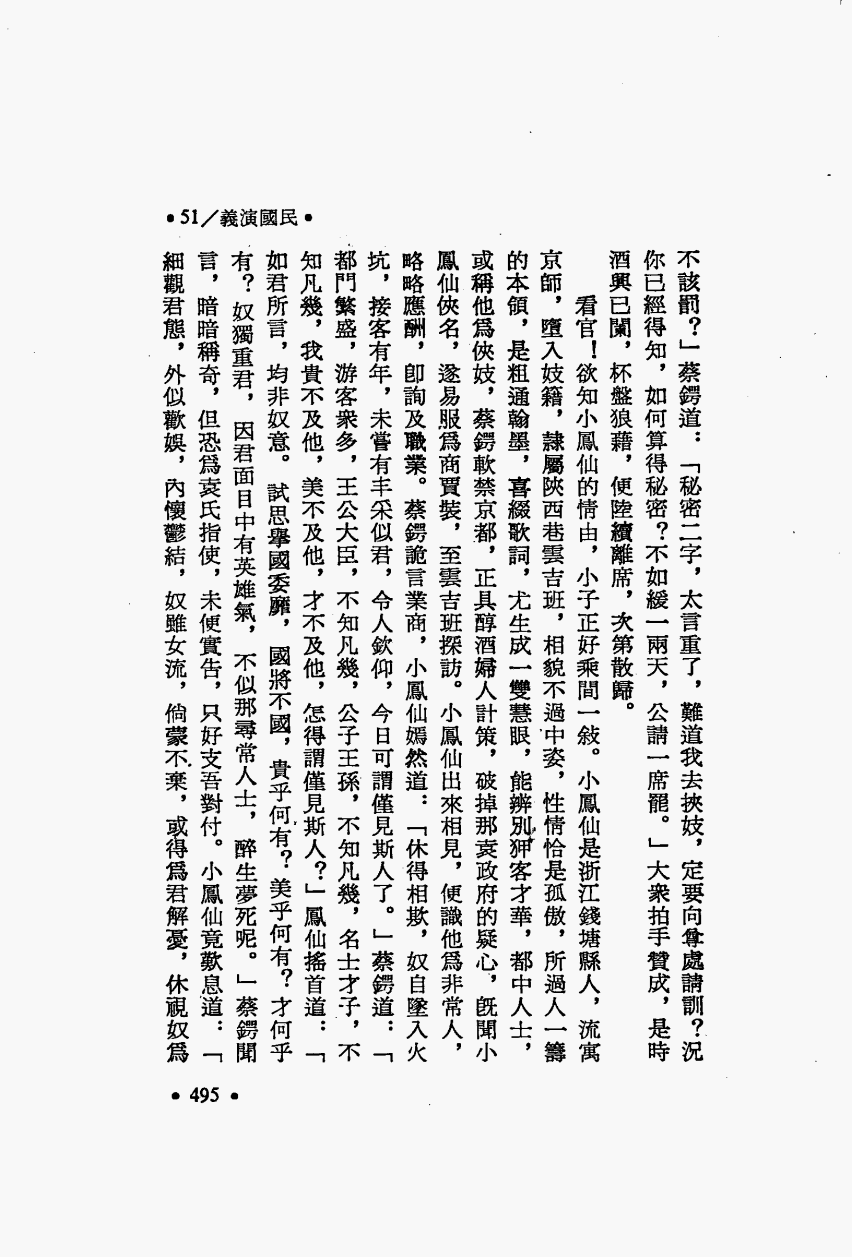 •51／義演國民•
不該罰？」蔡鍔道：「秘密二字，太言重了，難道我去挾妓，定要向尊處請訓？況
你已經得知，如何算得秘密？不如緩一兩天，公請一席罷。」大衆拍手贊成，是時
酒興已闌，杯盤狼藉，便陸續離席，次第散歸。
看官！欲知小鳳仙的情由，小子正好乘間一敍。小鳳仙是浙江錢塘縣人，流寓
京師，墮入妓籍，隸屬陝西巷雲吉班，相貌不過中姿，性情恰是孤傲，所過人一籌
的本領，是粗通翰墨，喜綴歌詞，尤生成一雙慧眼，能辨別狎客才華，都中人士，
或稱他爲俠妓，蔡鍔軟禁京都，正具醇酒婦人計策，破掉那袁政府的疑心，旣聞小
鳳仙俠名，遂易服爲商賈裝，至雲吉班探訪。小鳳仙出來相見，便識他爲非常人，
略略應酬，卽詢及職業。蔡鍔詭言業商，小鳳仙嫣然道：「休得相欺，奴自墜入火
坑，接客有年，未嘗有丰采似君，令人欽仰，今日可謂僅見斯人了。」蔡鍔道：「
都門繁盛，游客衆多，王公大臣，不知凡幾，公子王孫，不知凡幾，名士才子，不
知凡幾，我貴不及他，美不及他，才不及他，怎得謂僅見斯人？」鳳仙搖首道：「
如君所言，均非奴意。試思擧國委靡，國將不國，貴乎何有？美乎何有？才何乎
有？奴獨重君，因君面目中有英雄氣，不似那尋常人士，醉生夢死呢。」蔡鍔聞
言，暗暗稱奇，但恐爲袁氏指使，未便實告，只好支吾對付。小鳳仙竟歎息道：「
細觀君態，外似歡娛，內懷鬱結，奴雖女流，倘蒙不棄，或得爲君解憂，休視奴爲
•495•